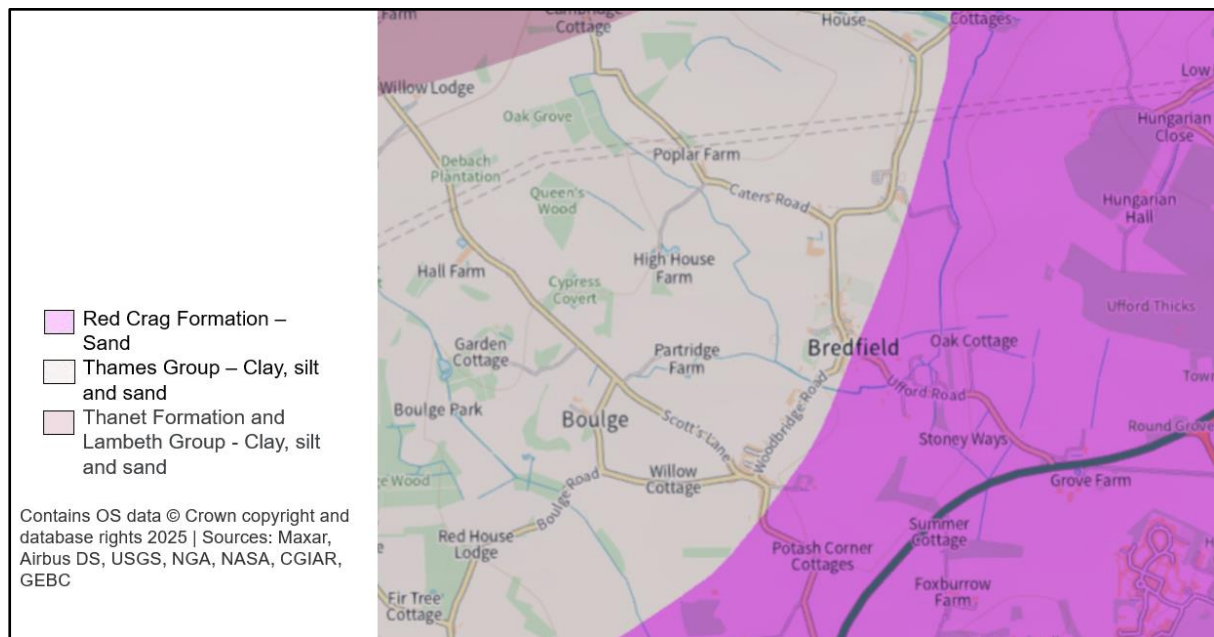 Red Crag Formation –
Sand
Thames Group – Clay, silt
and sand
Thanet Formation and
Lambeth Group - Clay, silt
and sand
Contains OS data © Crown copyright and
database rights 2025 | Sources: Maxar,
Airbus DS, USGS, NGA, NASA, CGIAR,
GEBC
Farm
Cottage
House
Cottages
Willow Lodge
Low
Oak Grove
Hungarian
Close
Debach
Plantation
Poplar Farm
Queen's
Wood
Caters Road
Hungarian
Hall
Hall Farm
High House
Farm
Cypress
Covert
Ufford Thicks
Garden
Cottage
Partridge
Farm
Bredfield
Oak Cottage
Town
Boulge Park
Boulge
Scott's Lane
Woodbridge Road
Ufford Road
Stoney Ways
Round Grove
Wood
Willow
Cottage
Grove Farm
Boulge Road
Red House
Lodge
Potash Corner
Cottages
Summer
Cottage
Fir Tree
Cottage
Foxburrow
Farm